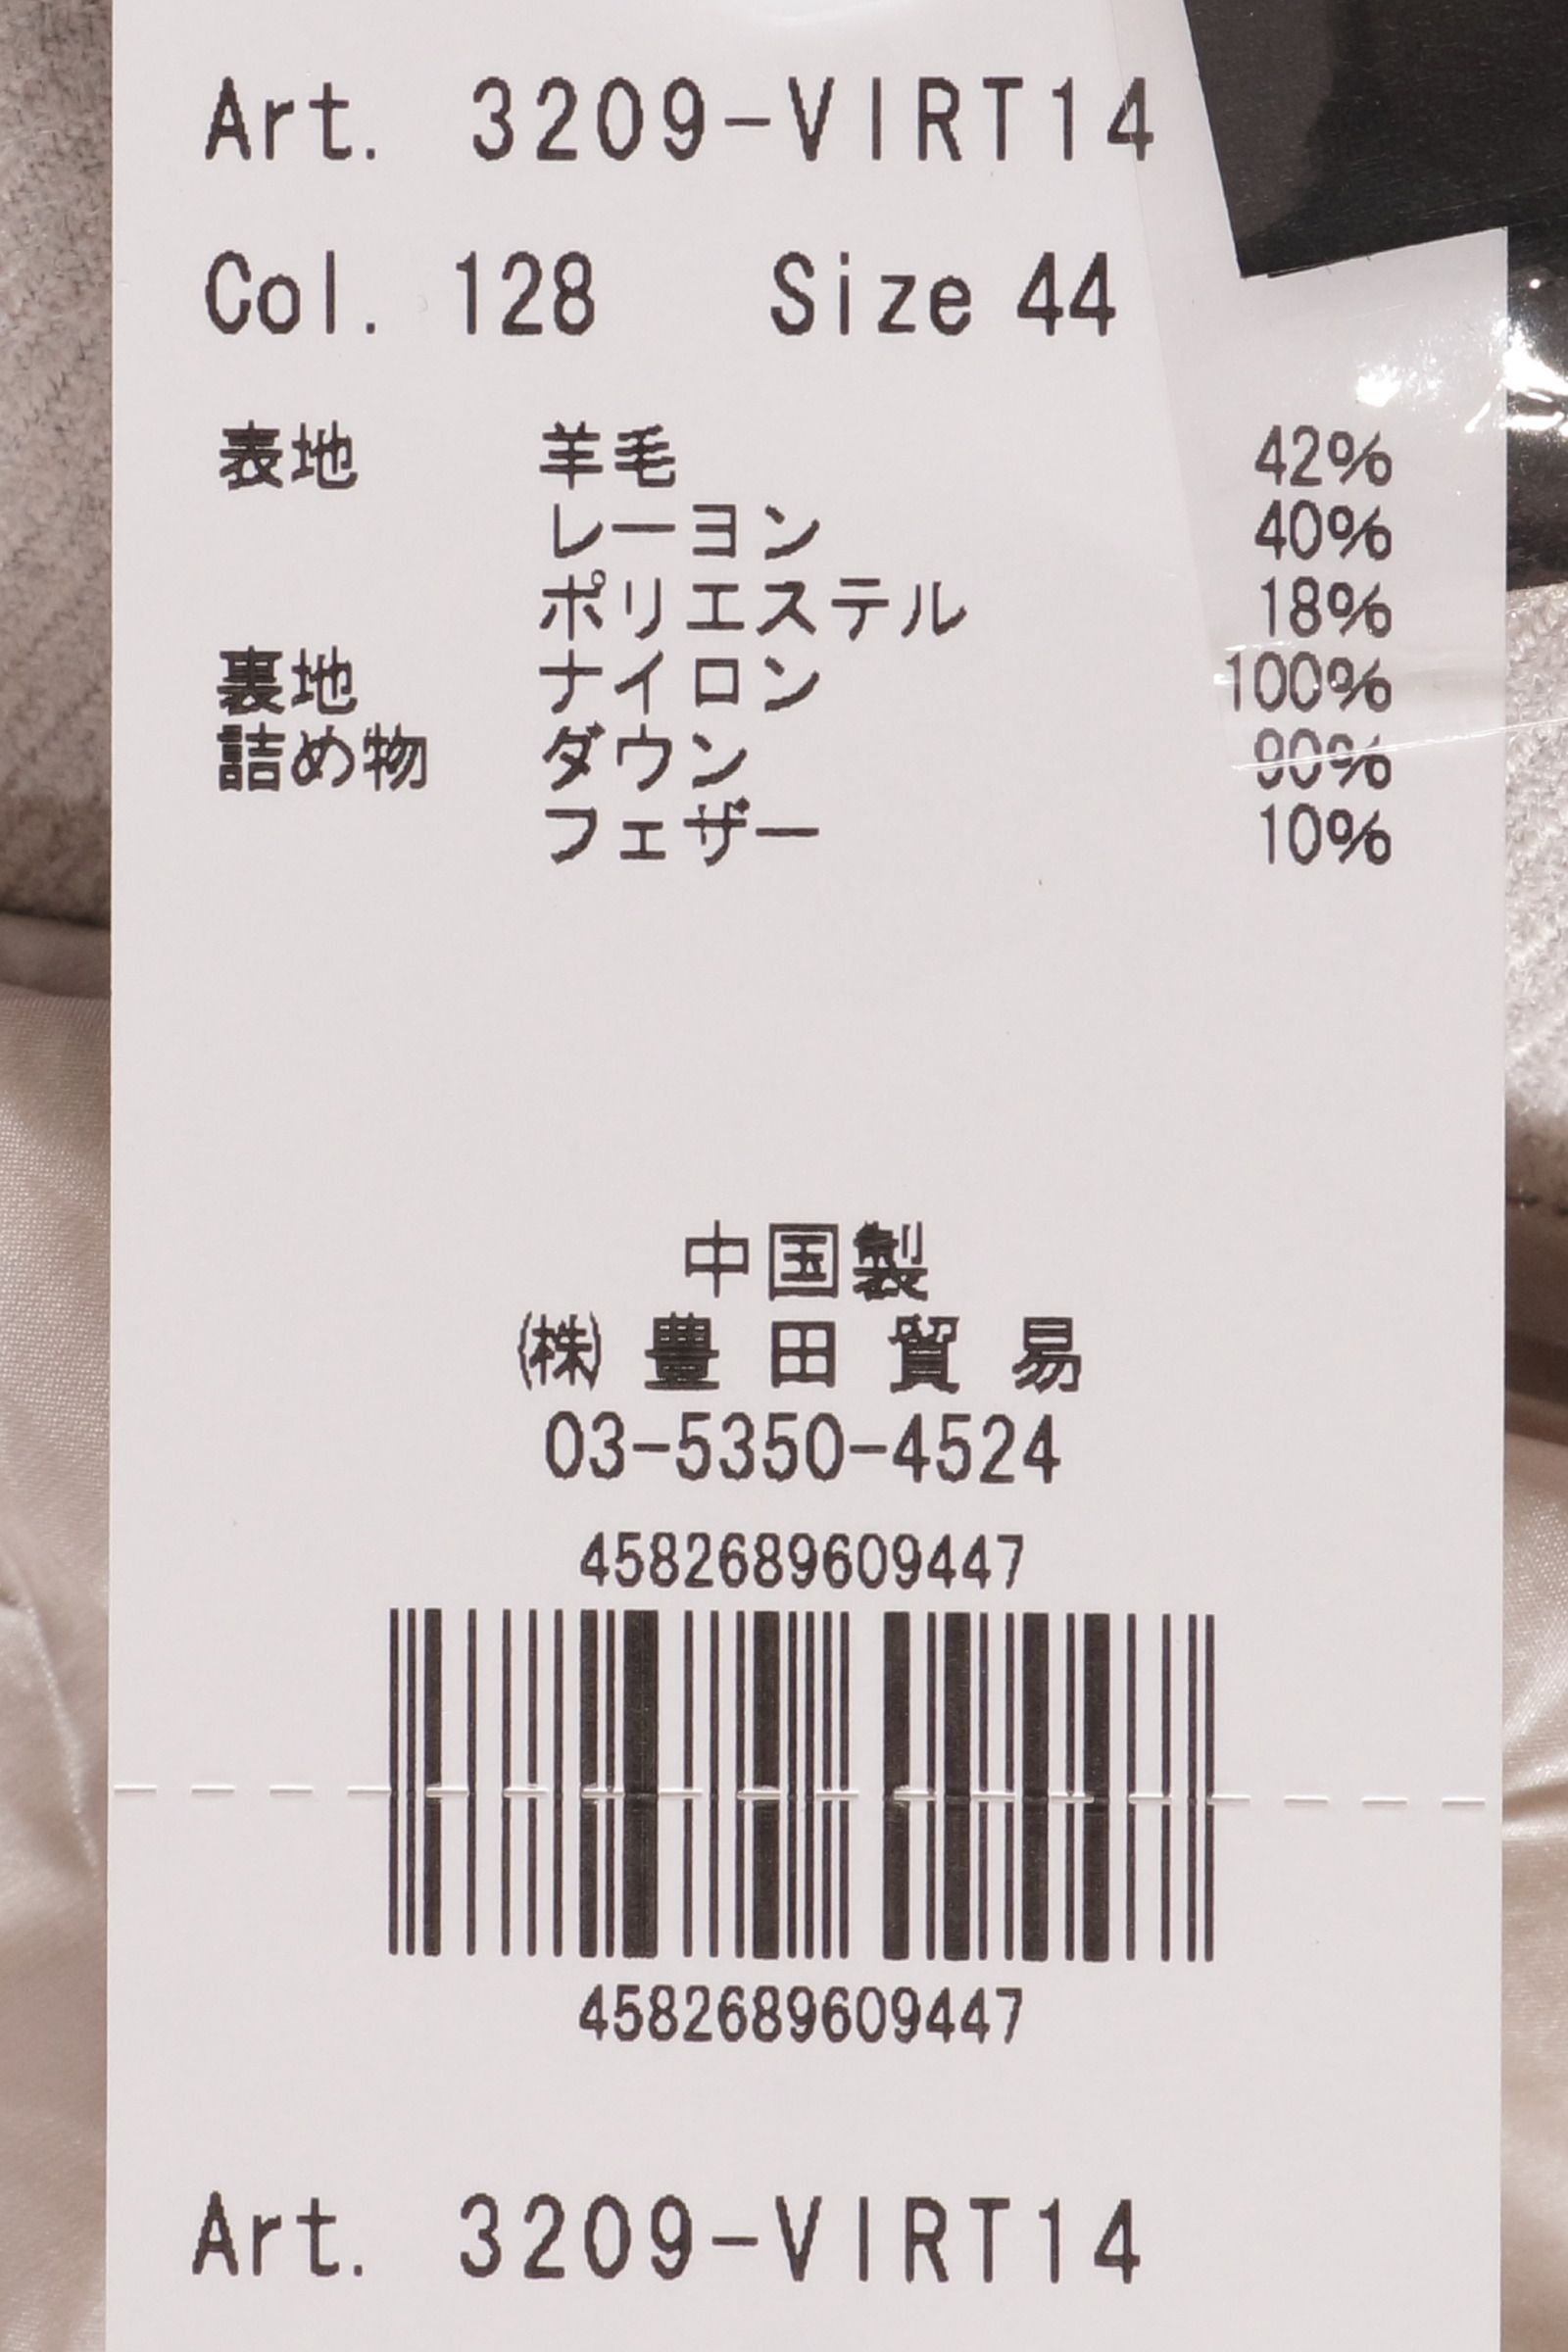 Art. 3209-VIRT14
Col. 128 Size 44
表地 羊毛 42%
レーヨン 40%
ポリエステル 18%
裏地 ナイロン 100%
詰め物 ダウン 90%
フェザー 10%
中国製
㈱ 豊田貿易
03-5350-4524
4582689609447
4582689609447
Art. 3209-VIRT14